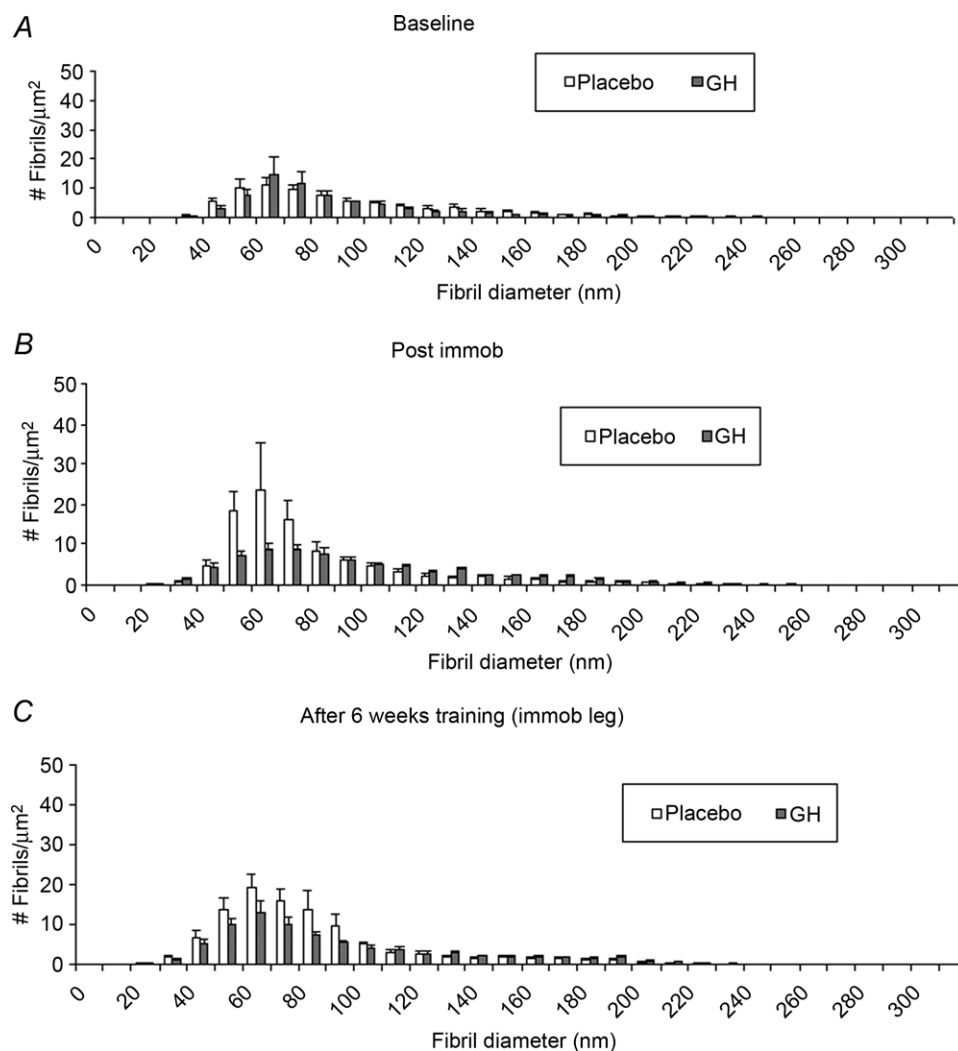 A
Baseline
50
40
30
20
10
0
# Fibrils/μm²
Placebo GH
0 20 40 60 80 100 120 140 160 180 200 220 240 260 280 300
Fibril diameter (nm)
B
Post immob
50
40
30
20
10
0
# Fibrils/μm²
Placebo GH
0 20 40 60 80 100 120 140 160 180 200 220 240 260 280 300
Fibril diameter (nm)
C
After 6 weeks training (immob leg)
50
40
30
20
10
0
# Fibrils/μm²
Placebo GH
0 20 40 60 80 100 120 140 160 180 200 220 240 260 280 300
Fibril diameter (nm)